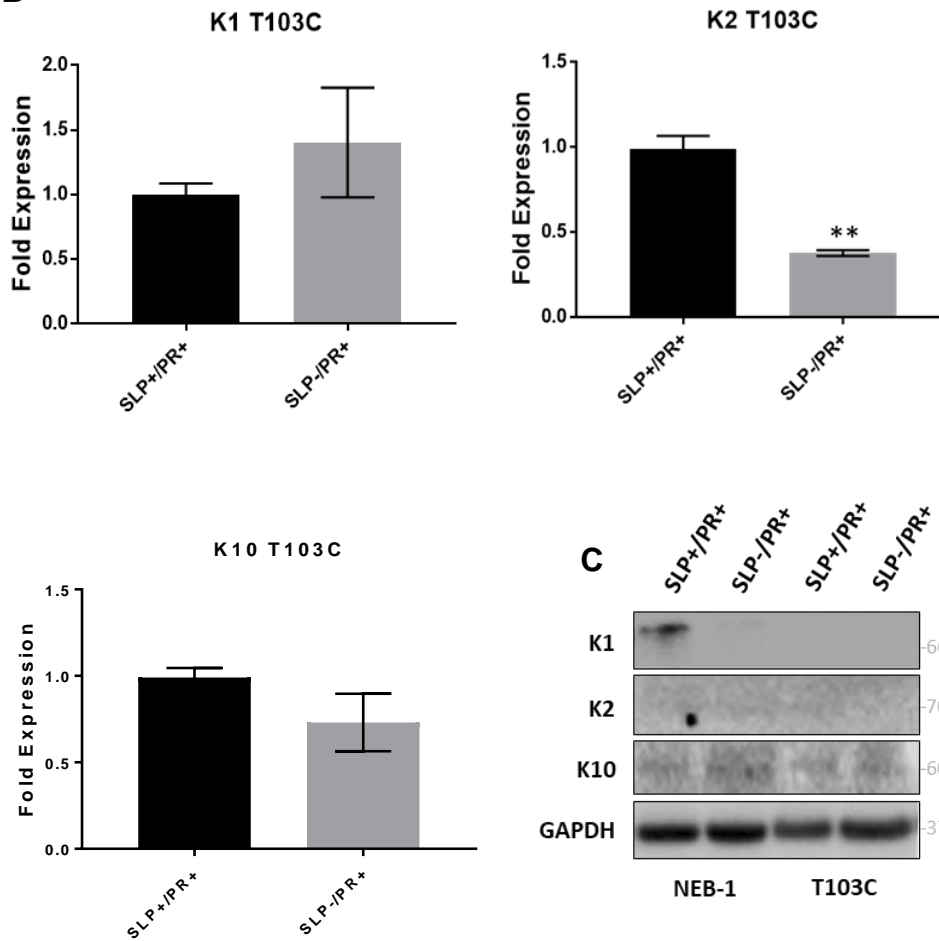 K1 T103C
Fold Expression
2.0
1.5
1.0
0.5
0.0
SLP+/PR+
SLP-/PR+
K2 T103C
Fold Expression
1.5
1.0
0.5
0.0
**
SLP+/PR+
SLP-/PR+
K10 T103C
Fold Expression
1.5
1.0
0.5
0.0
SLP+/PR+
SLP-/PR+
C
SLP+/PR+
SLP-/PR+
SLP+/PR+
SLP-/PR+
K1
K2
K10
GAPDH
NEB-1
T103C